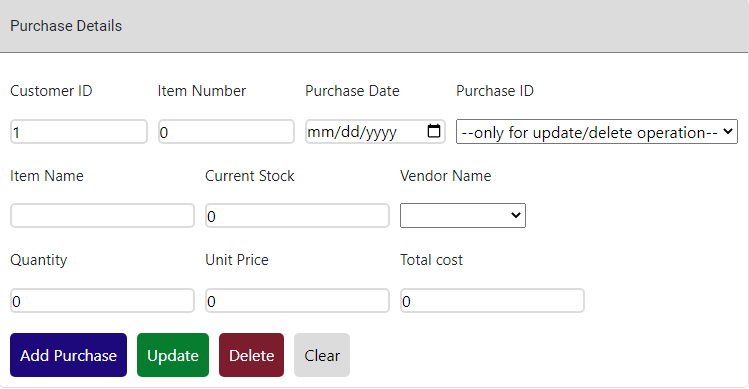 Purchase Details
Customer ID Item Number Purchase Date Purchase ID
1 0 mm/dd/yyyy --only for update/delete operation--
Item Name Current Stock Vendor Name
0
Quantity Unit Price Total cost
0 0 0
Add Purchase Update Delete Clear